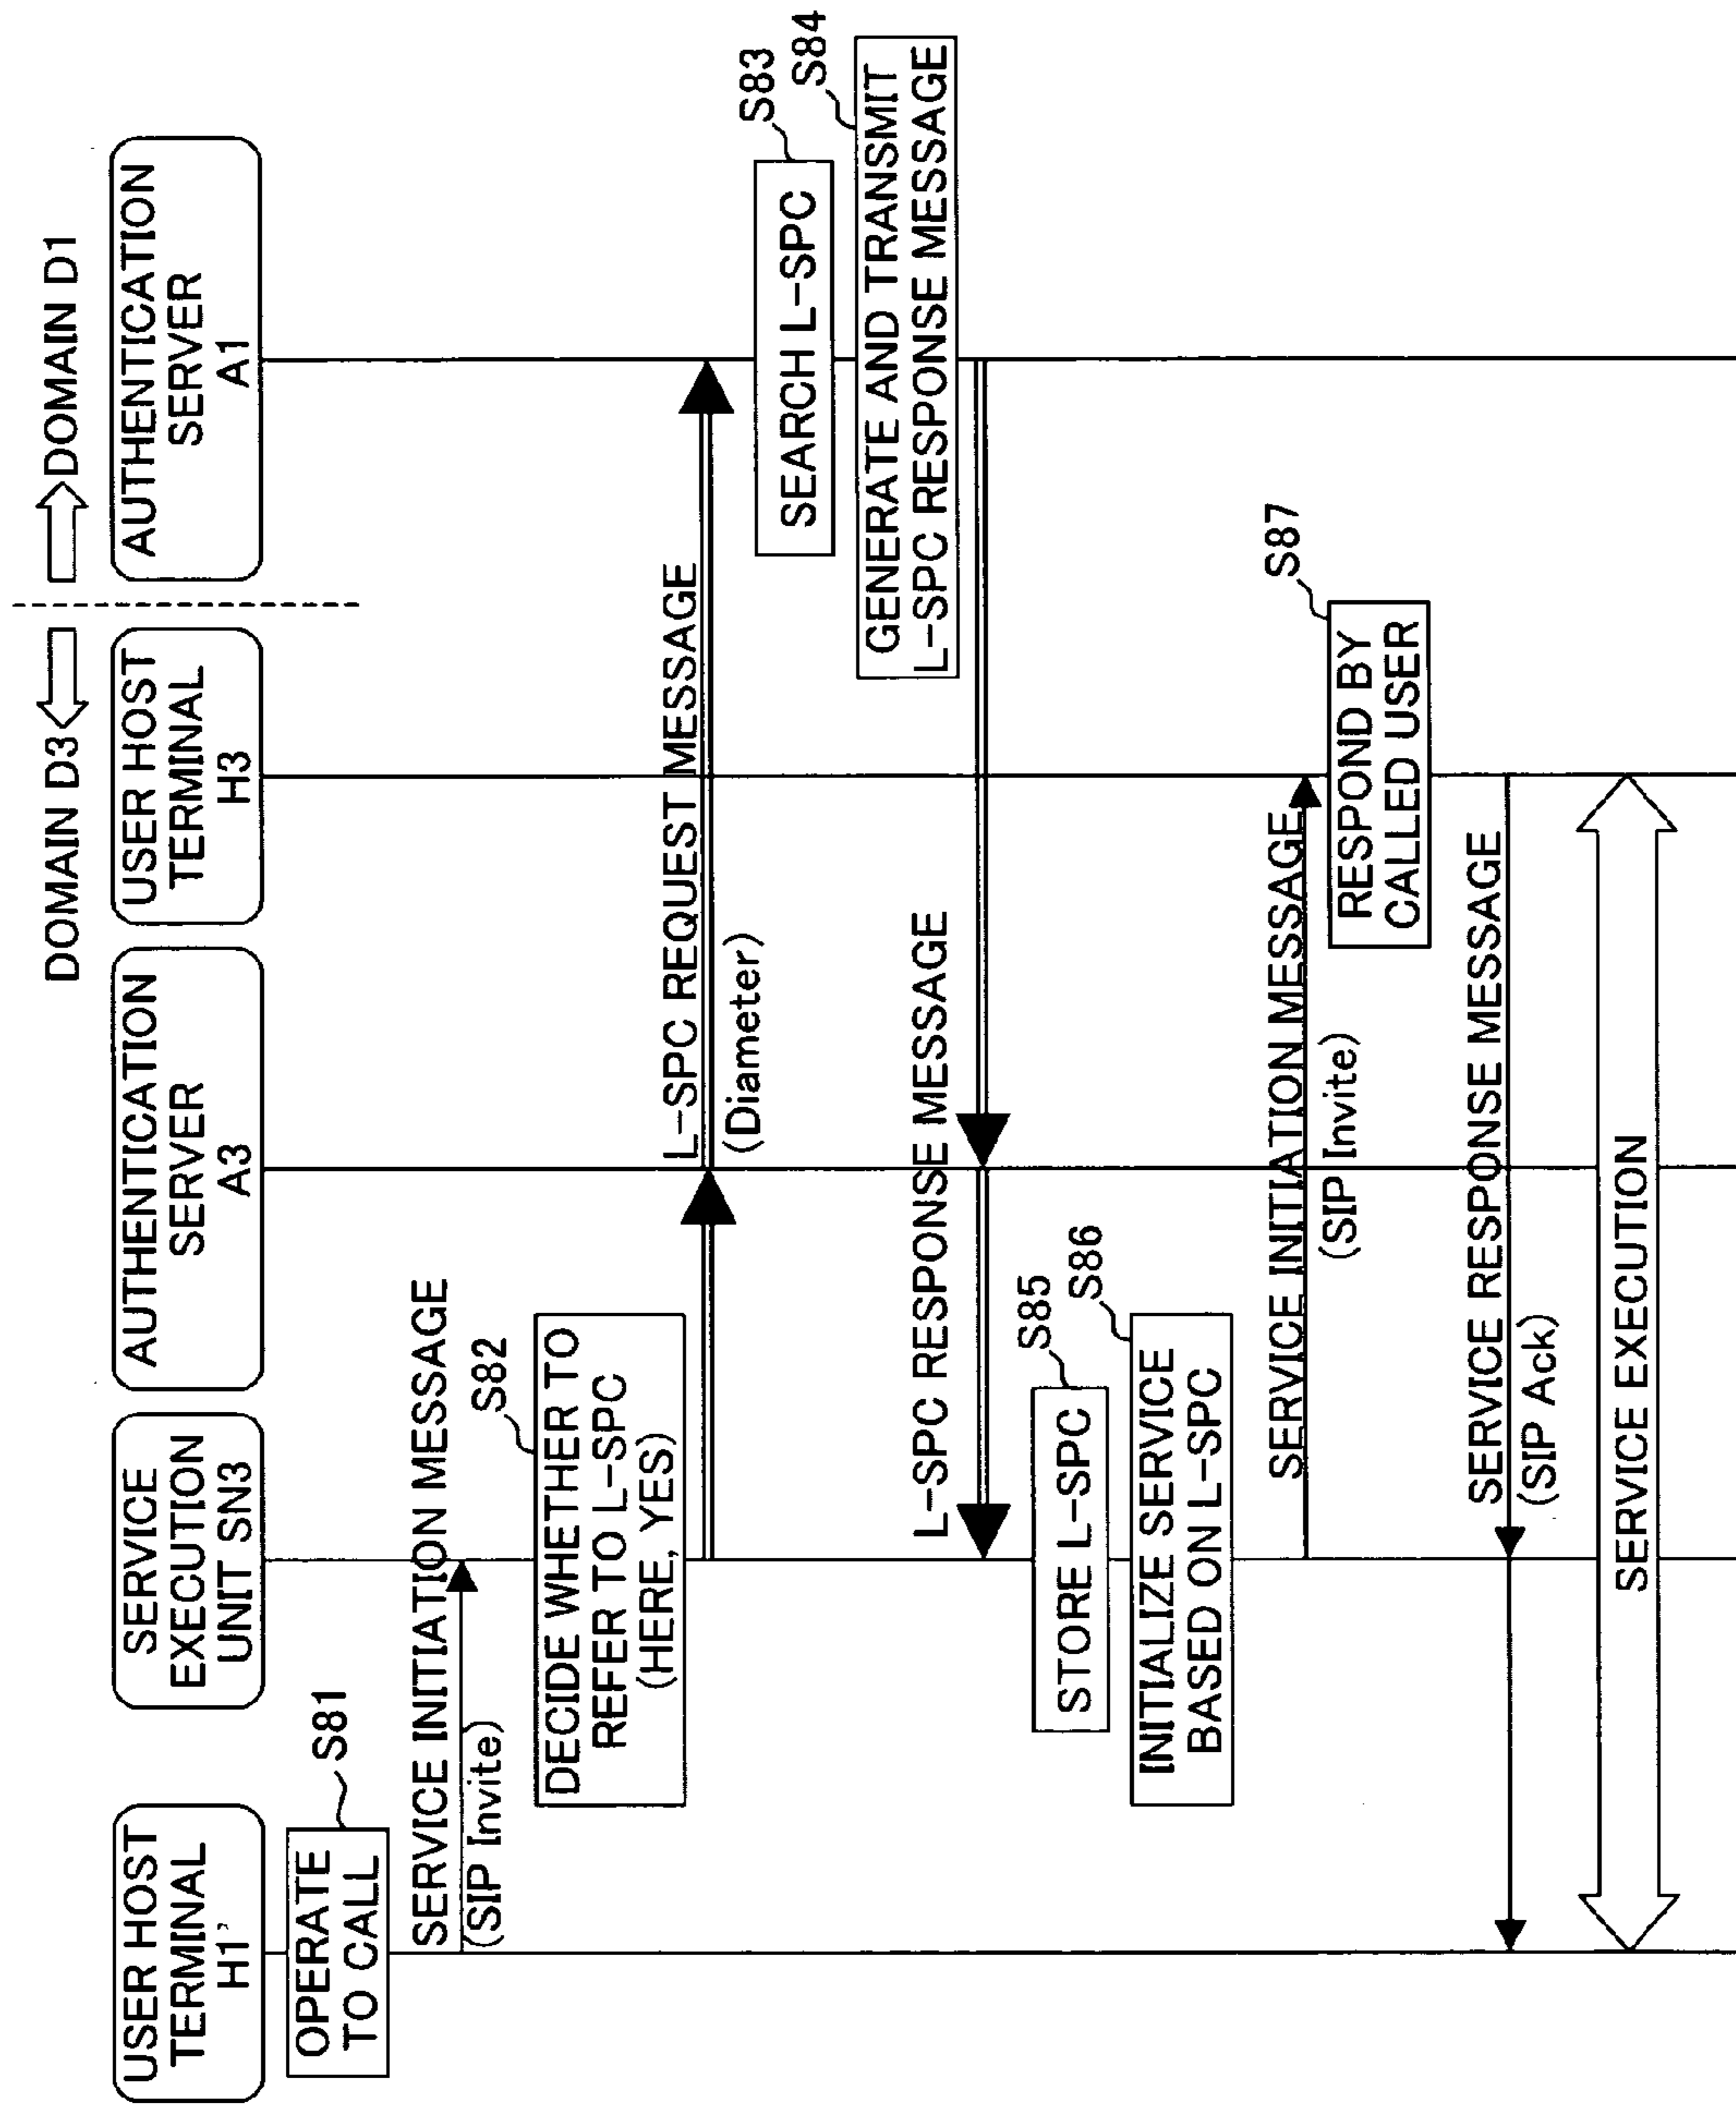 DOMAIN D3
DOMAIN D1
USER HOST
TERMINAL
H1'
SERVICE
EXECUTION
UNIT SN3
AUTHENTICATION
SERVER
A3
USER HOST
TERMINAL
H3
AUTHENTICATION
SERVER
A1
OPERATE
TO CALL
S81
SERVICE INITIATION MESSAGE
(SIP Invite)
S82
DECIDE WHETHER TO
REFER TO L-SPC
(HERE, YES)
L-SPC REQUEST MESSAGE
(Diameter)
S83
SEARCH L-SPC
S84
GENERATE AND TRANSMIT
L-SPC RESPONSE MESSAGE
L-SPC RESPONSE MESSAGE
S85
STORE L-SPC
S86
INITIALIZE SERVICE
BASED ON L-SPC
SERVICE INITIATION MESSAGE
(SIP Invite)
S87
RESPOND BY
CALLED USER
SERVICE RESPONSE MESSAGE
(SIP Ack)
SERVICE EXECUTION